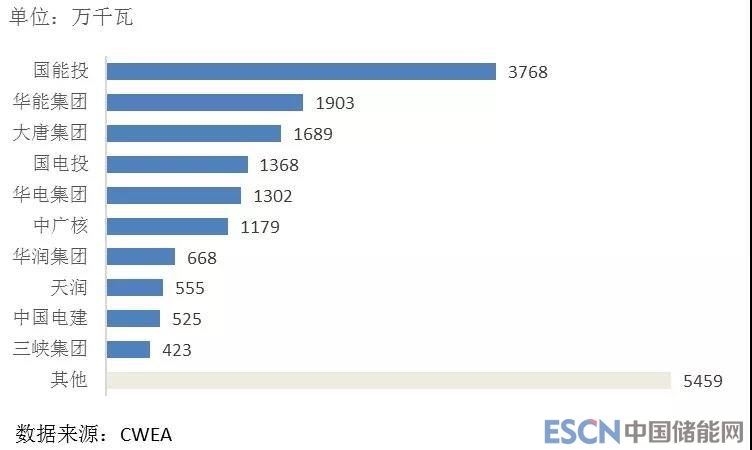 单位：万千瓦
国能投 3768
华能集团 1903
大唐集团 1689
国电投 1368
华电集团 1302
中广核 1179
华润集团 668
天润 555
中国电建 525
三峡集团 423
其他 5459
数据来源：CWEA
ESCN中国储能网